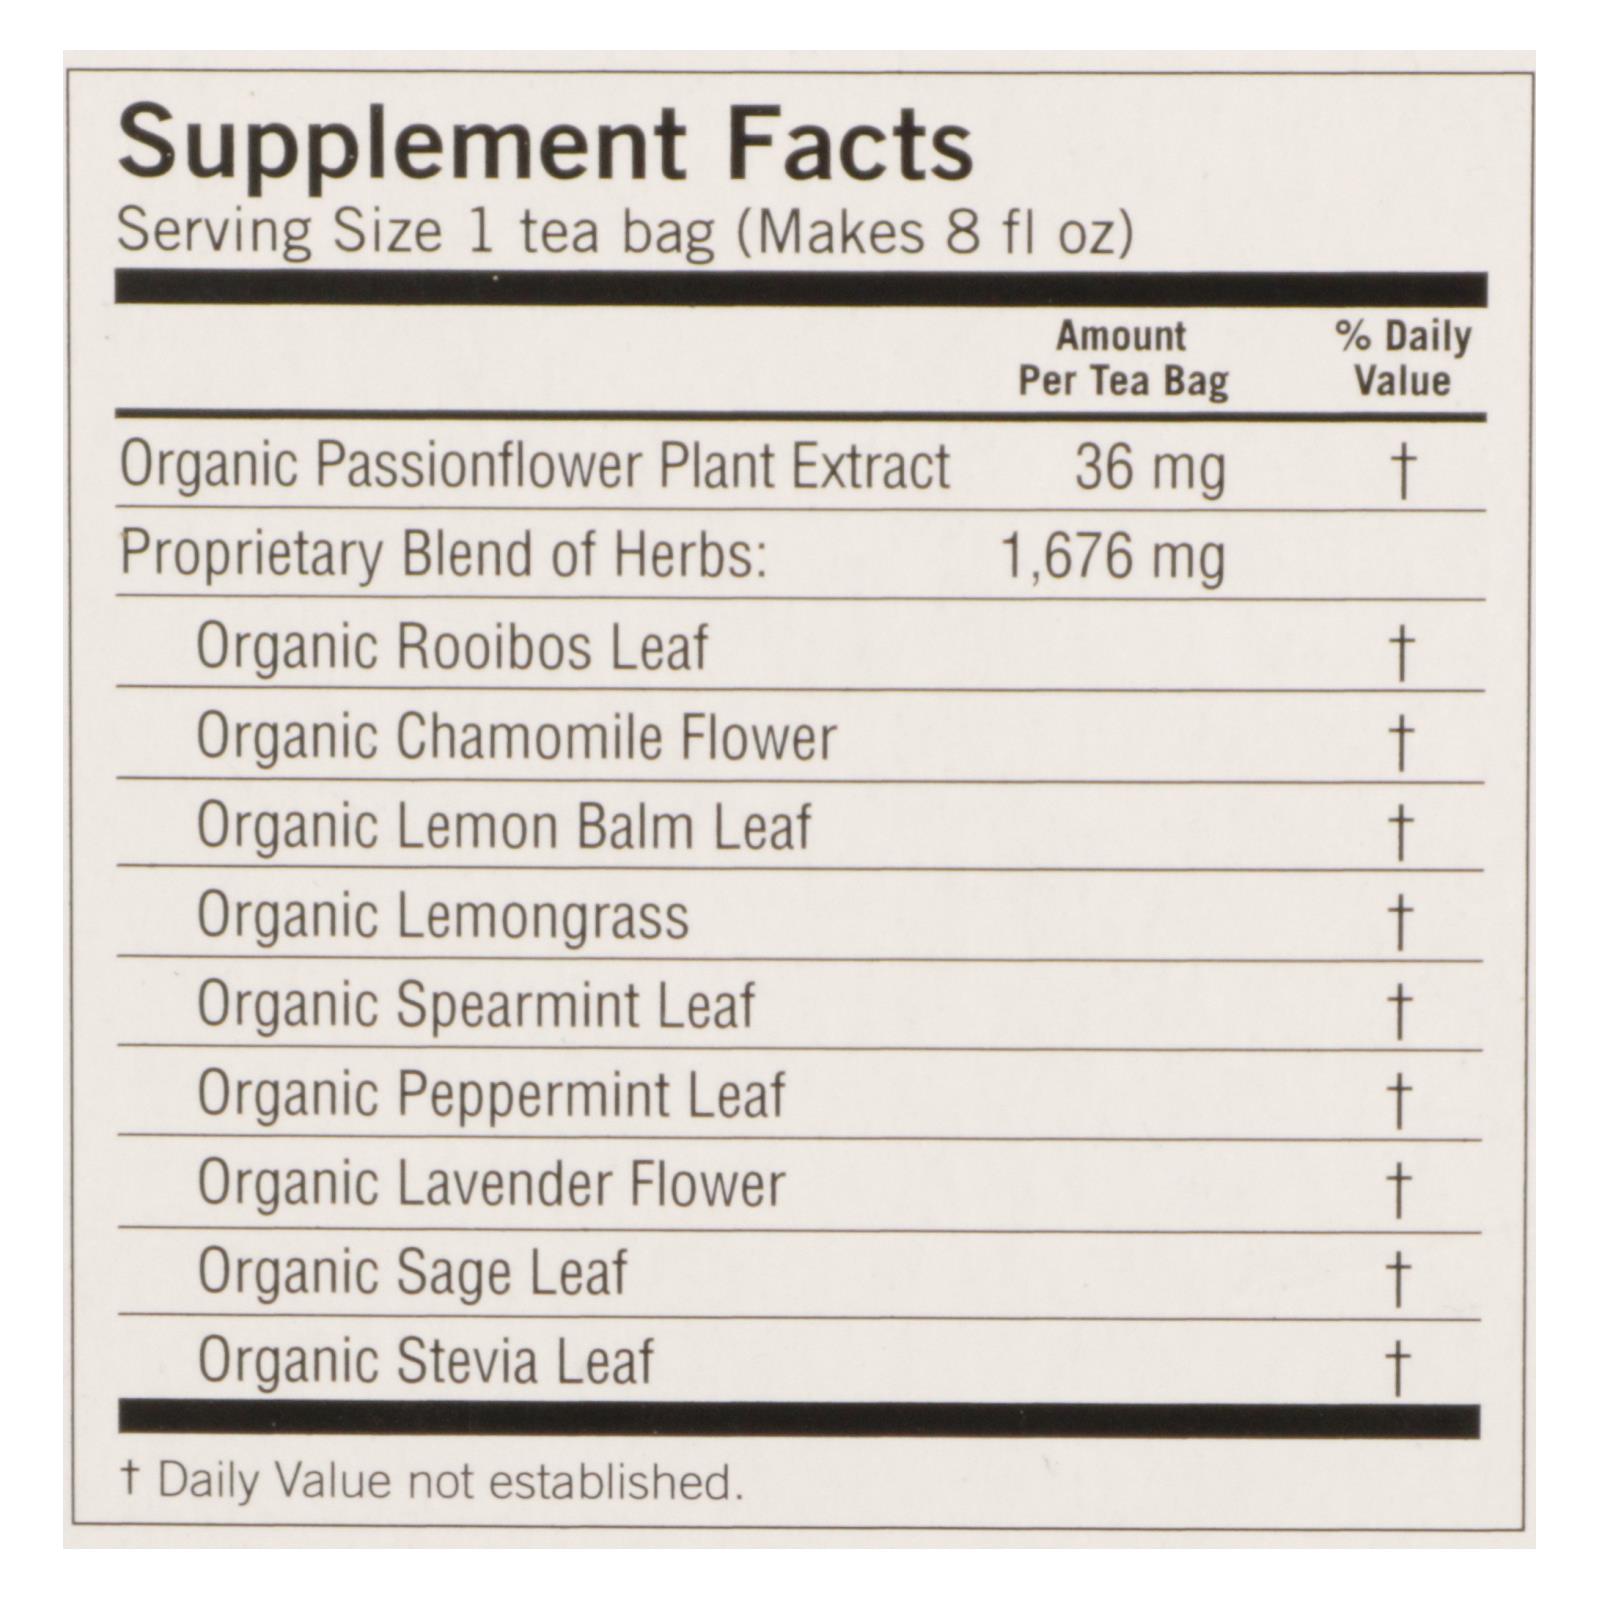 Supplement Facts
Serving Size 1 tea bag (Makes 8 fl oz)
Amount Per Tea Bag % Daily Value
Organic Passionflower Plant Extract 36 mg †
Proprietary Blend of Herbs: 1,676 mg
Organic Rooibos Leaf †
Organic Chamomile Flower †
Organic Lemon Balm Leaf †
Organic Lemongrass †
Organic Spearmint Leaf †
Organic Peppermint Leaf †
Organic Lavender Flower †
Organic Sage Leaf †
Organic Stevia Leaf †
† Daily Value not established.